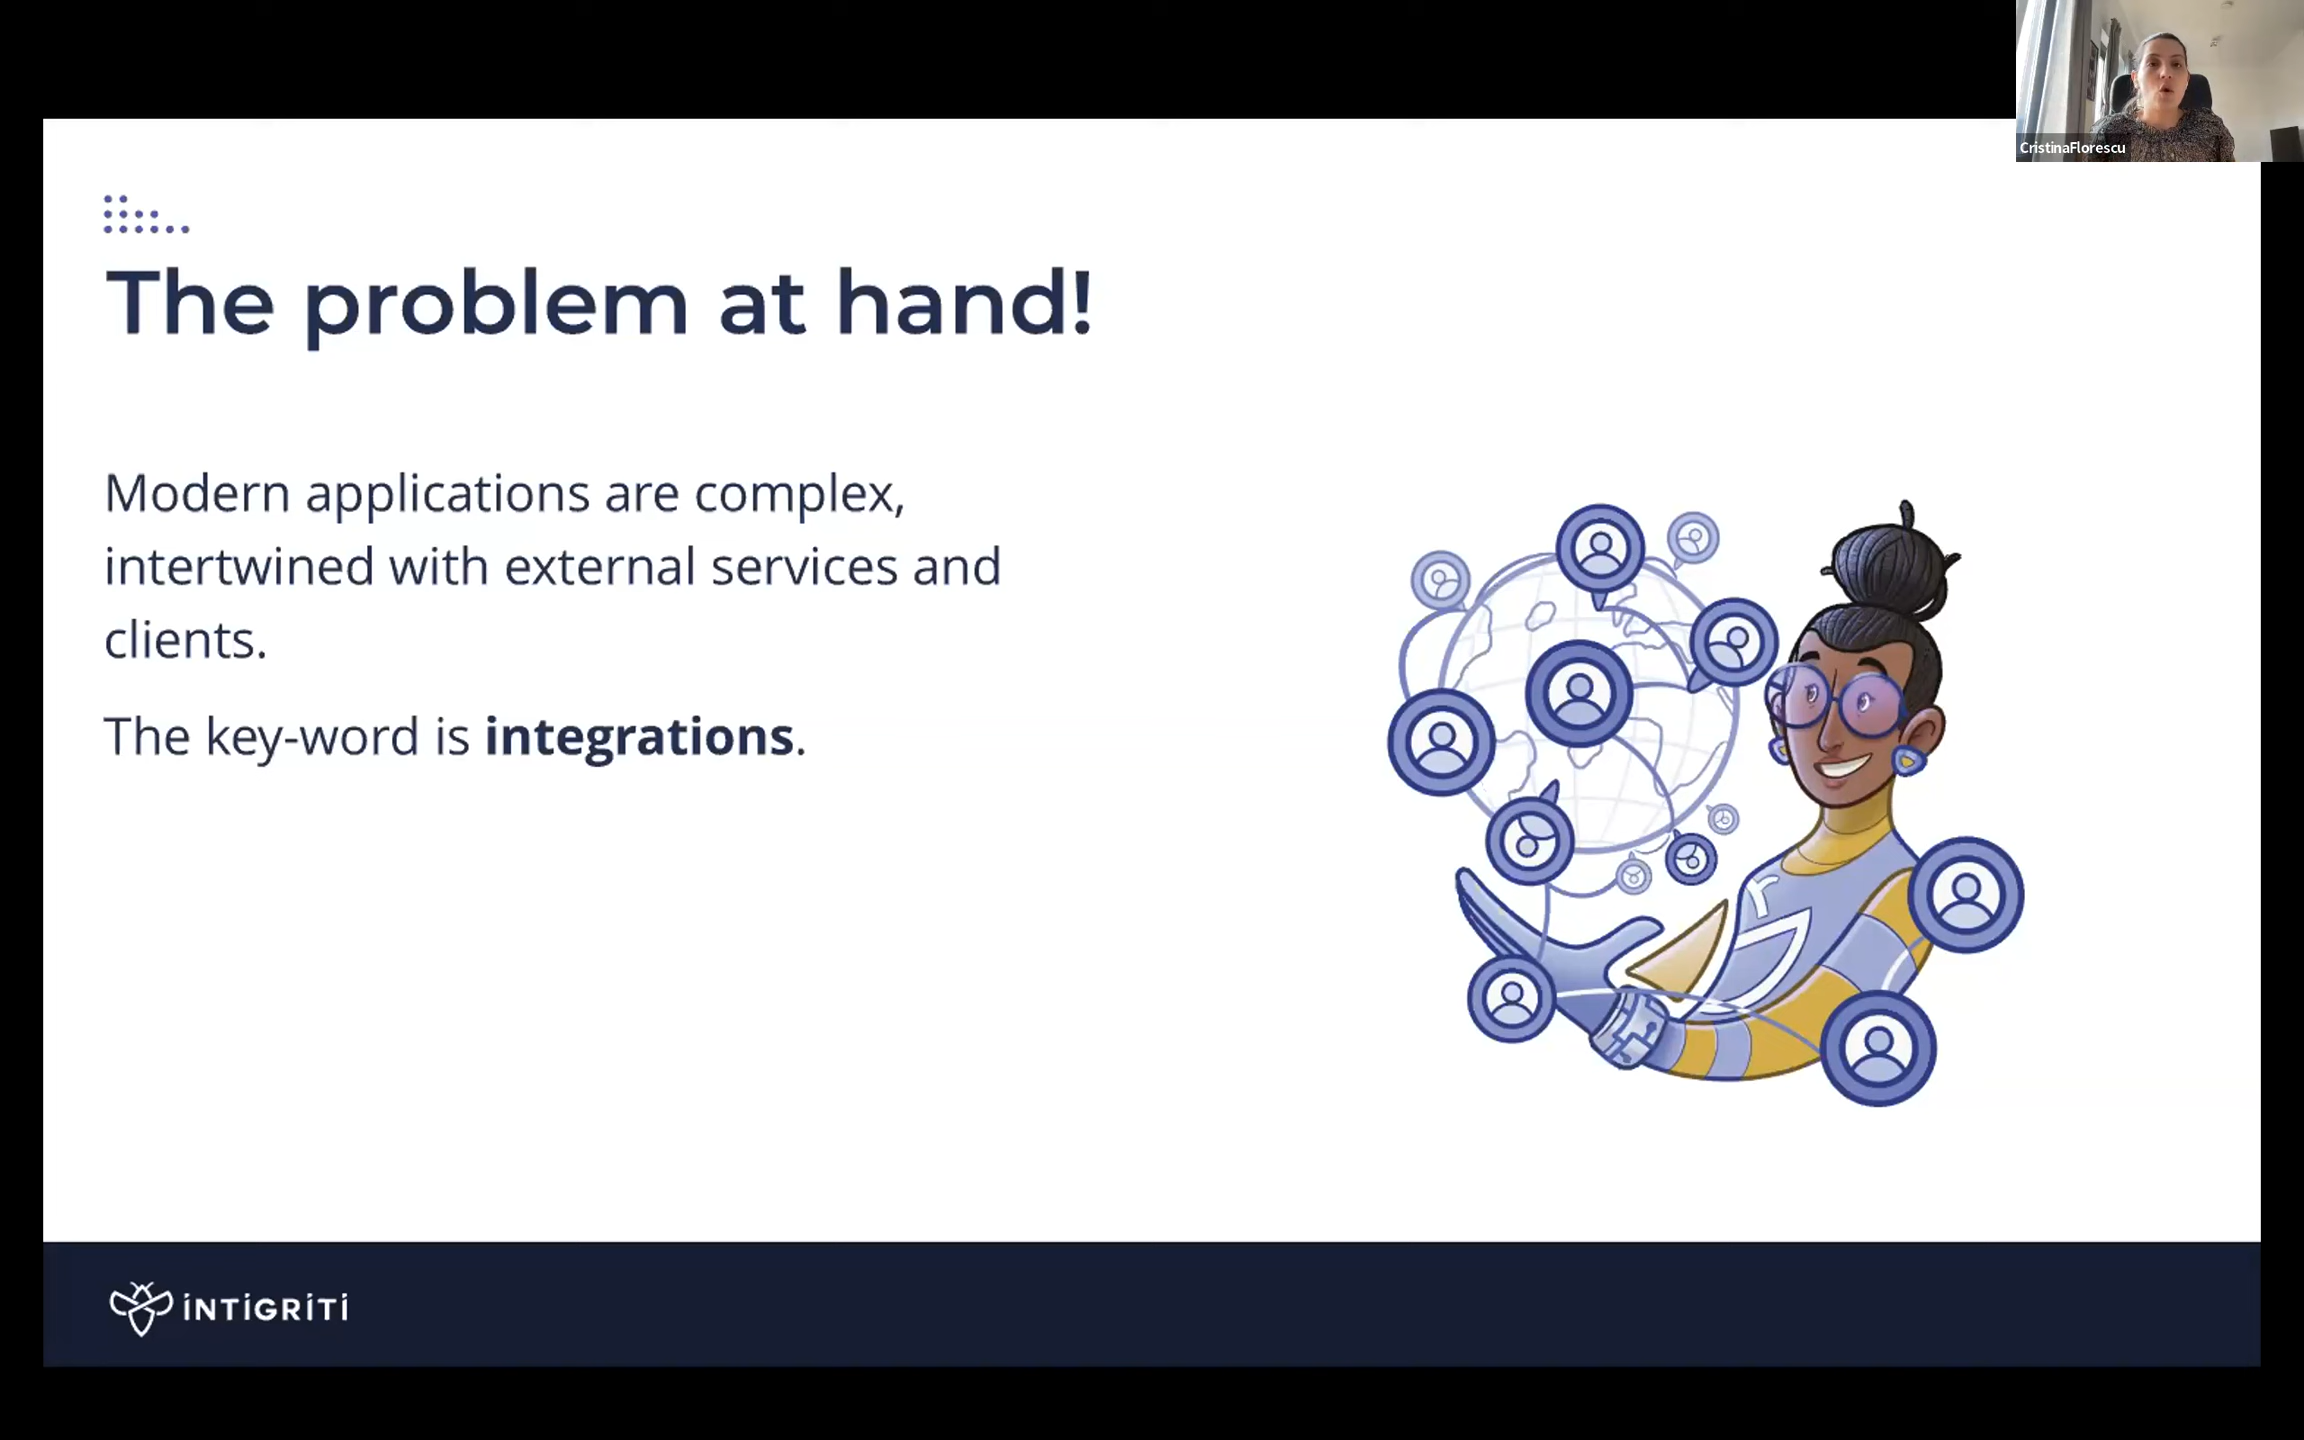 CristinaFlorescu
The problem at hand!
Modern applications are complex,
intertwined with external services and
clients.
The key-word is integrations.
INTIGRITI